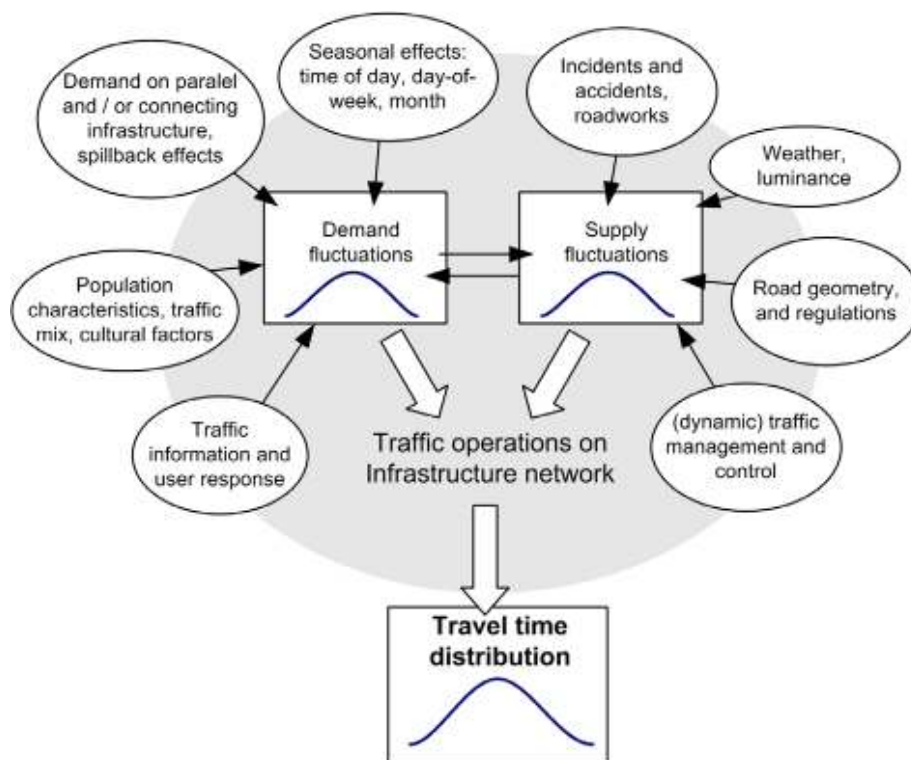 Demand on paralel
and / or connecting
infrastructure,
spillback effects
Seasonal effects:
time of day, day-of-
week, month
Incidents and
accidents,
roadworks
Weather,
luminance
Demand
fluctuations
Supply
fluctuations
Population
characteristics, traffic
mix, cultural factors
Road geometry,
and regulations
Traffic
information and
user response
Traffic operations on
Infrastructure network
(dynamic) traffic
management and
control
Travel time
distribution